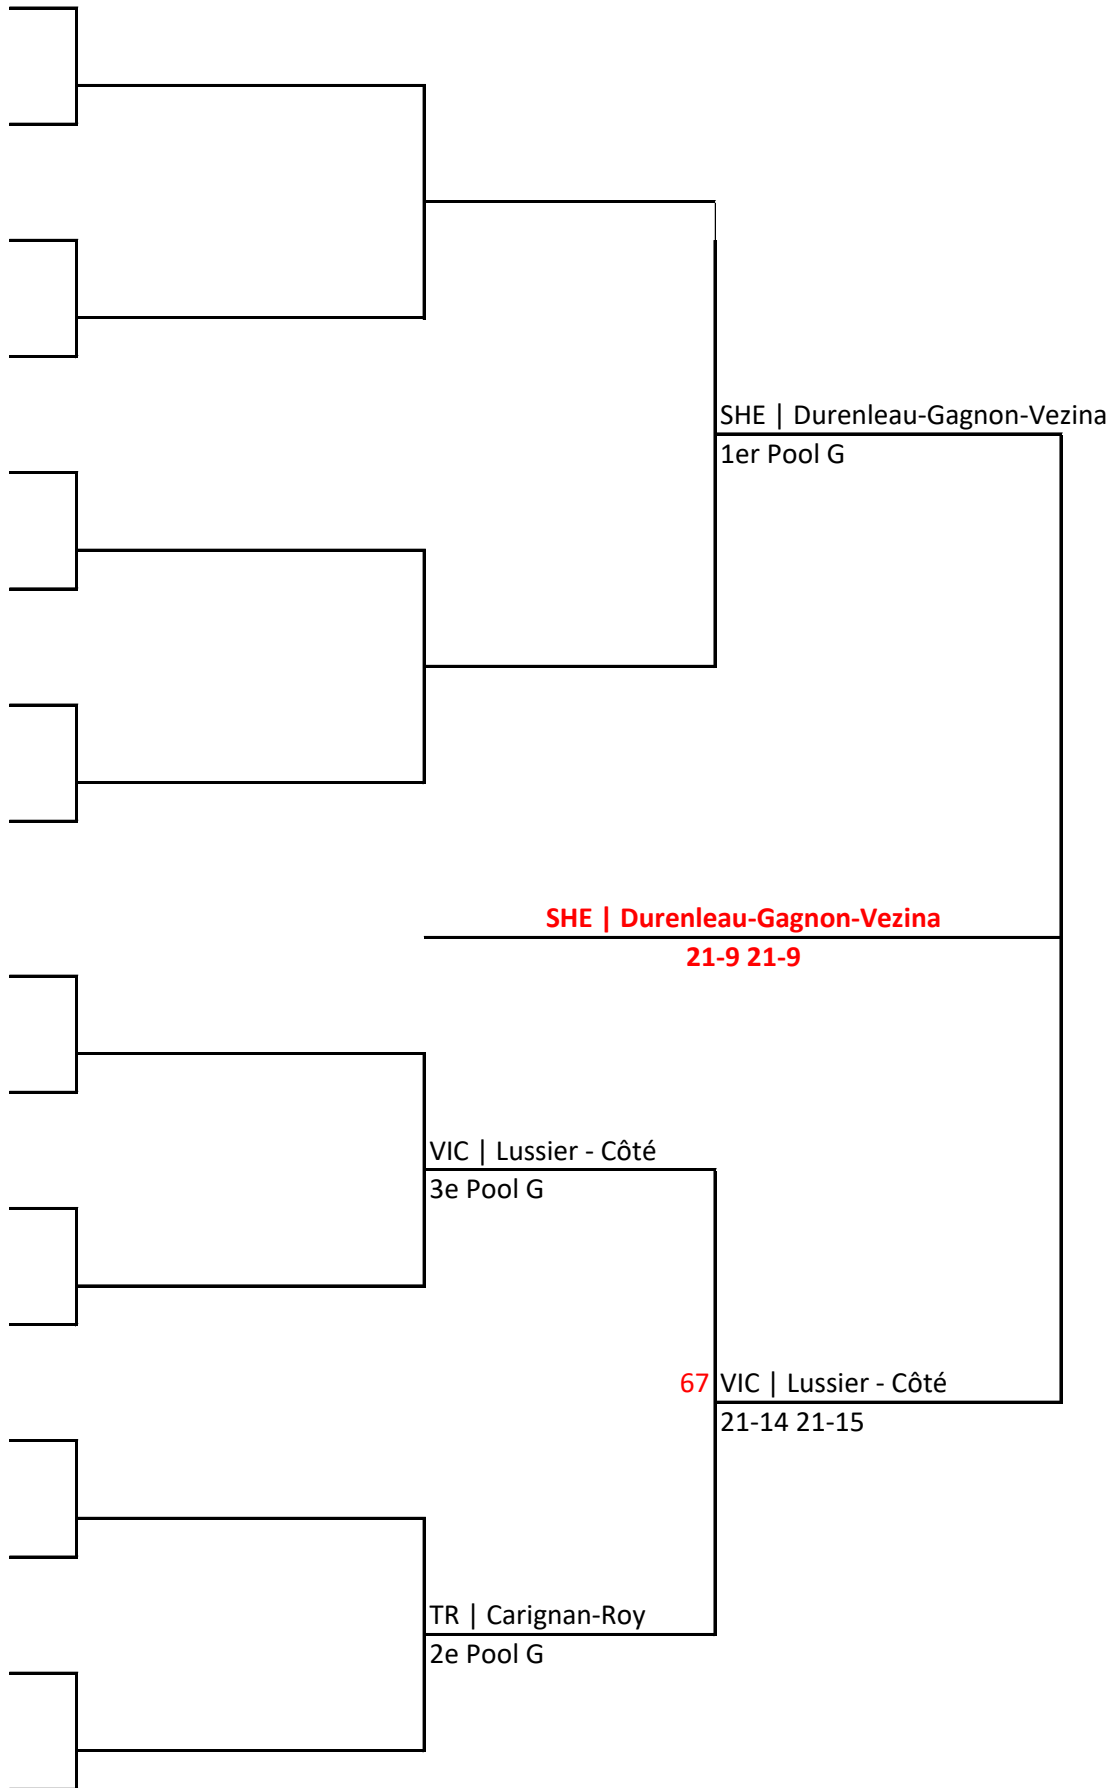 SHE | Durenleau-Gagnon-Vezina
1er Pool G
SHE | Durenleau-Gagnon-Vezina
21-9 21-9
VIC | Lussier - Côté
3e Pool G
67 VIC | Lussier - Côté
21-14 21-15
TR | Carignan-Roy
2e Pool G